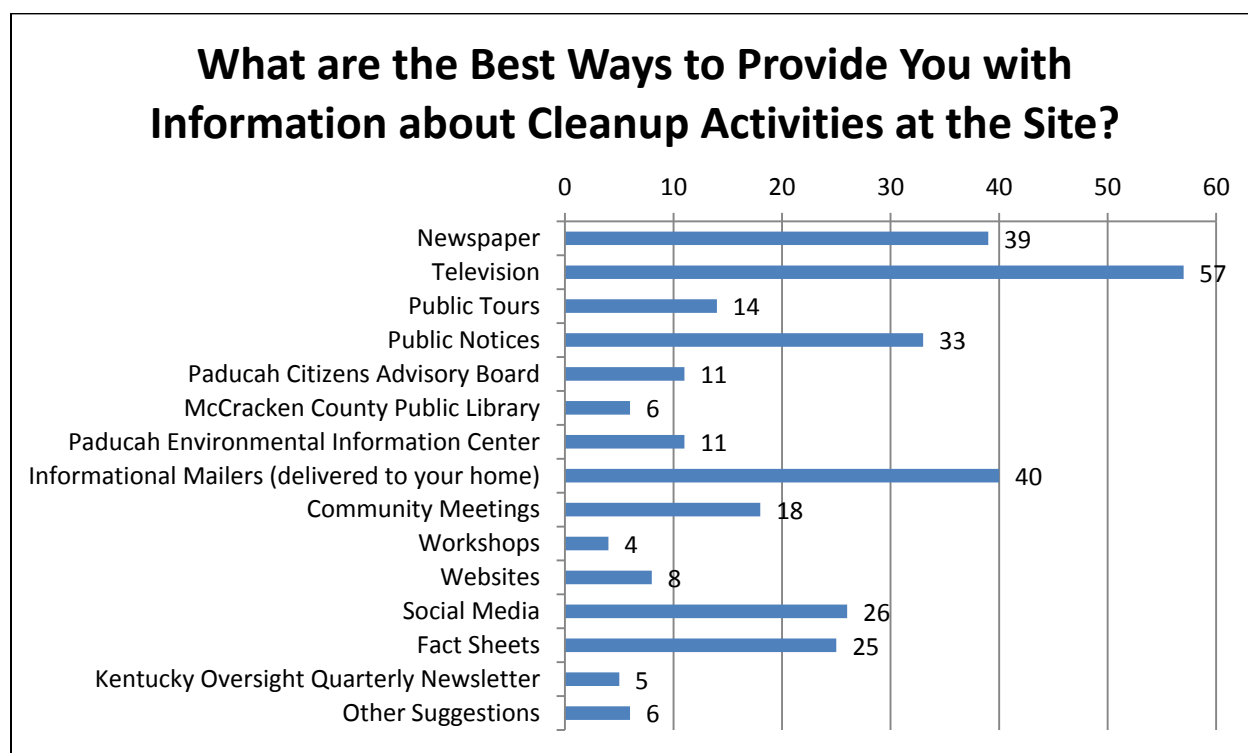 What are the Best Ways to Provide You with
Information about Cleanup Activities at the Site?
0 10 20 30 40 50 60
Newspaper 39
Television 57
Public Tours 14
Public Notices 33
Paducah Citizens Advisory Board 11
McCracken County Public Library 6
Paducah Environmental Information Center 11
Informational Mailers (delivered to your home) 40
Community Meetings 18
Workshops 4
Websites 8
Social Media 26
Fact Sheets 25
Kentucky Oversight Quarterly Newsletter 5
Other Suggestions 6